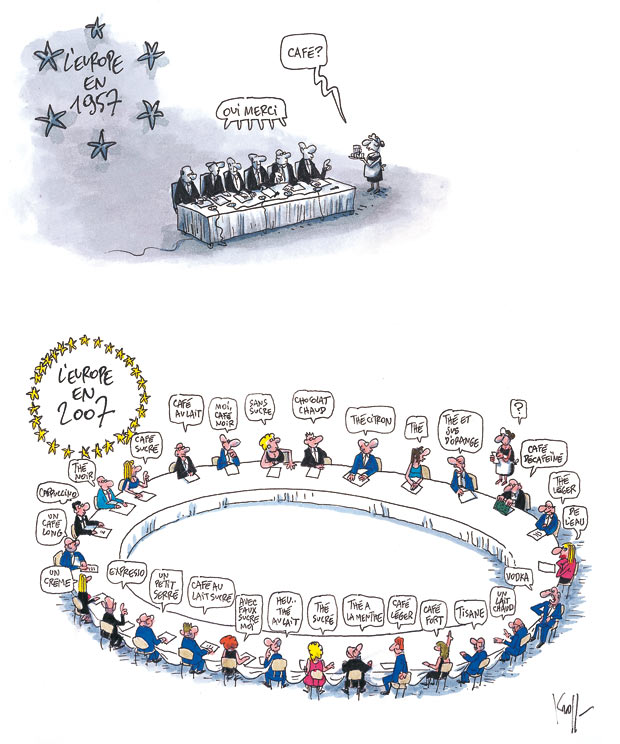 L'EUROPE
EN
1957
CAFÉ?
OUI MERCI
L'EUROPE
EN
2007
CAPPUCCINO
THÉ
NOIR
CAFÉ
SUCRÉ
CAFÉ
AU LAIT
MOI,
CAFÉ
NOIR
SANS
SUCRE
CHOCOLAT
CHAUD
THÉ CITRON
THÉ
THÉ ET
JUS
D'ORANGE
?
CAFÉ
DÉCAFÉINÉ
THÉ
LÉGER
DE
L'EAU
UN
CAFÉ
LONG
UN
CRÈME
EXPRESSO
UN
PETIT
SERRÉ
CAFÉ AU
LAIT SUCRÉ
AVEC
FAUX
SUCRE
MOI
HEU..
THÉ
AU LAIT
THÉ
SUCRÉ
THÉ À
LA MENTHE
CAFÉ
LÉGER
CAFÉ
FORT
TISANE
UN
LAIT
CHAUD
VODKA
Kroll